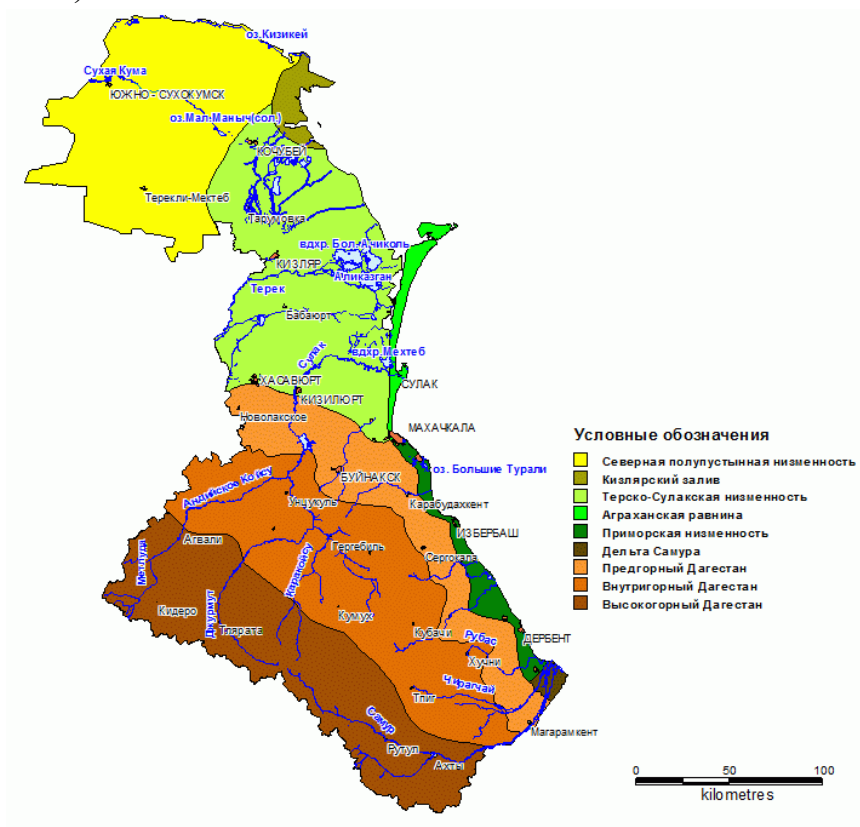 оз.Кизикей
Сухая Кума
ЮЖНО - СУХОКУМСК
оз.Мал.Маныч(сол.)
КОЧУБЕЙ
Терекли-Мектеб
Тарумовка
вдхр. Бол.Ачиколь
КИЗЛЯР
Аликазган
Терек
Бабаюрт
Сулак
вдхр.Мехтеб
ХАСАВЮРТ
СУЛАК
КИЗИЛЮРТ
Новолакское
МАХАЧКАЛА
Условные обозначения
Северная полупустынная низменность
Кизлярский залив
Терско-Сулакская низменность
Аграханская равнина
Приморская низменность
Дельта Самура
Предгорный Дагестан
Внутригорный Дагестан
Высокогорный Дагестан
оз. Большие Турали
БУЙНАКСК
Андийское Койсу
Унцукуль
Карабудахкент
ИЗБЕРБАШ
Агвали
Гергебиль
Сергокала
Метлуда
Каракойсу
Кидеро
Джурмут
Тлярата
Кумух
Кубачи
Рубас
ДЕРБЕНТ
Хучни
Чирагчай
Тпиг
Магарамкент
Самур
Рутул
Ахты
0 50 100
kilometres